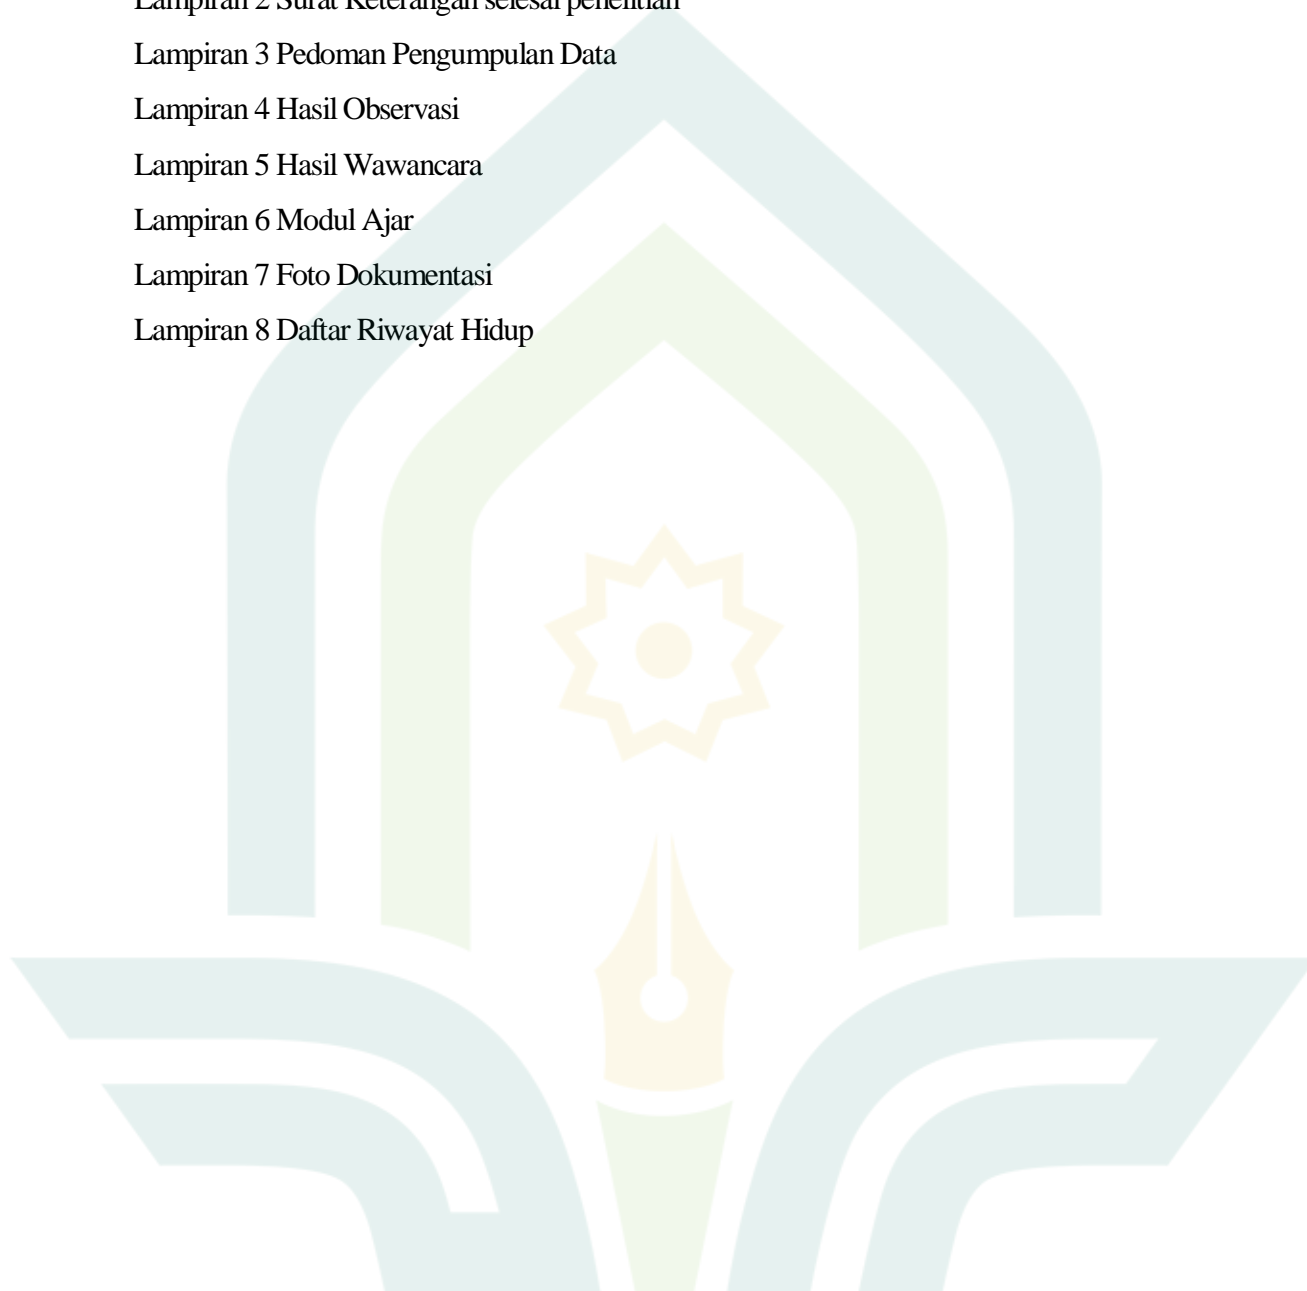 Lampiran 2 Surat Keterangan selesai penelitian
Lampiran 3 Pedoman Pengumpulan Data
Lampiran 4 Hasil Observasi
Lampiran 5 Hasil Wawancara
Lampiran 6 Modul Ajar
Lampiran 7 Foto Dokumentasi
Lampiran 8 Daftar Riwayat Hidup